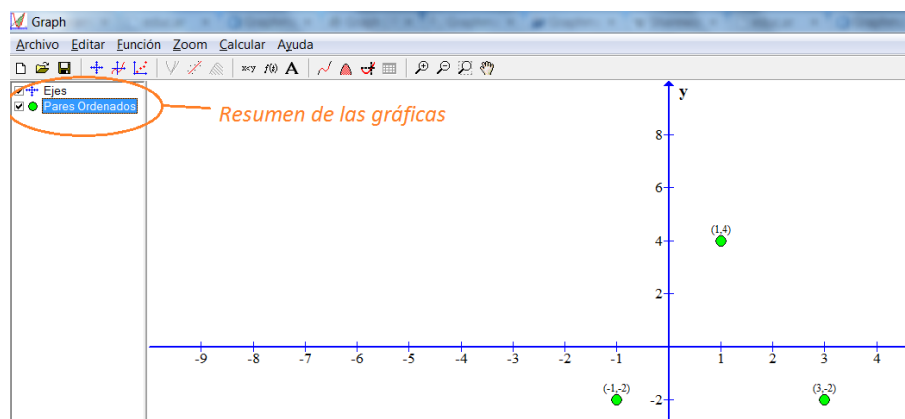 Graph
Archivo Editar Función Zoom Calcular Ayuda
Ejes
Pares Ordenados
Resumen de las gráficas
y
8
6
(1,4)
4
2
-9 -8 -7 -6 -5 -4 -3 -2 -1 1 2 3 4
(-1,-2) (3,-2)
-2